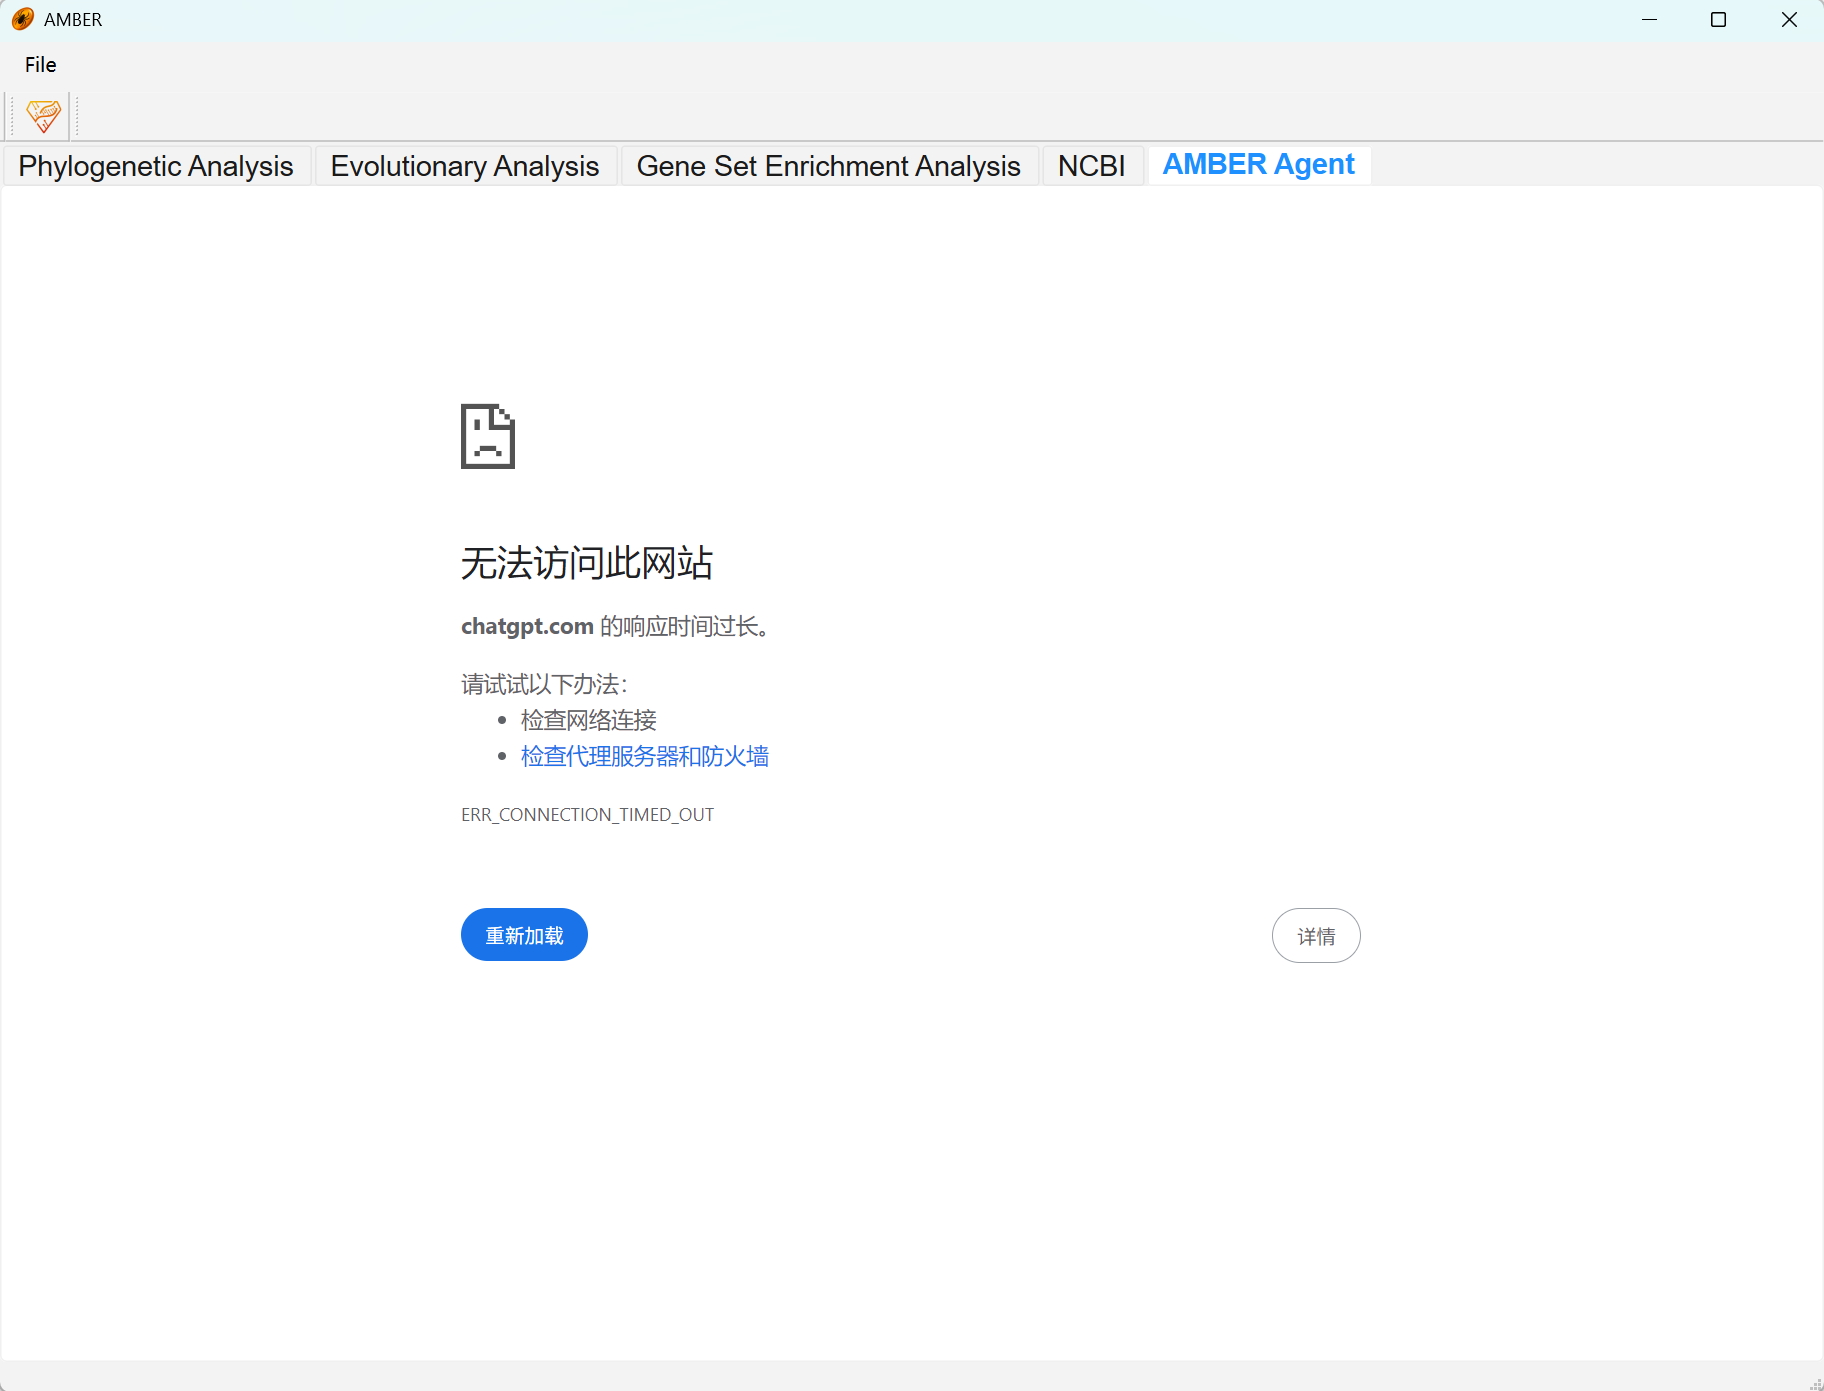 AMBER
File
Phylogenetic Analysis Evolutionary Analysis Gene Set Enrichment Analysis NCBI AMBER Agent
无法访问此网站
chatgpt.com 的响应时间过长。
请试试以下办法：
检查网络连接
检查代理服务器和防火墙
ERR_CONNECTION_TIMED_OUT
重新加载 详情